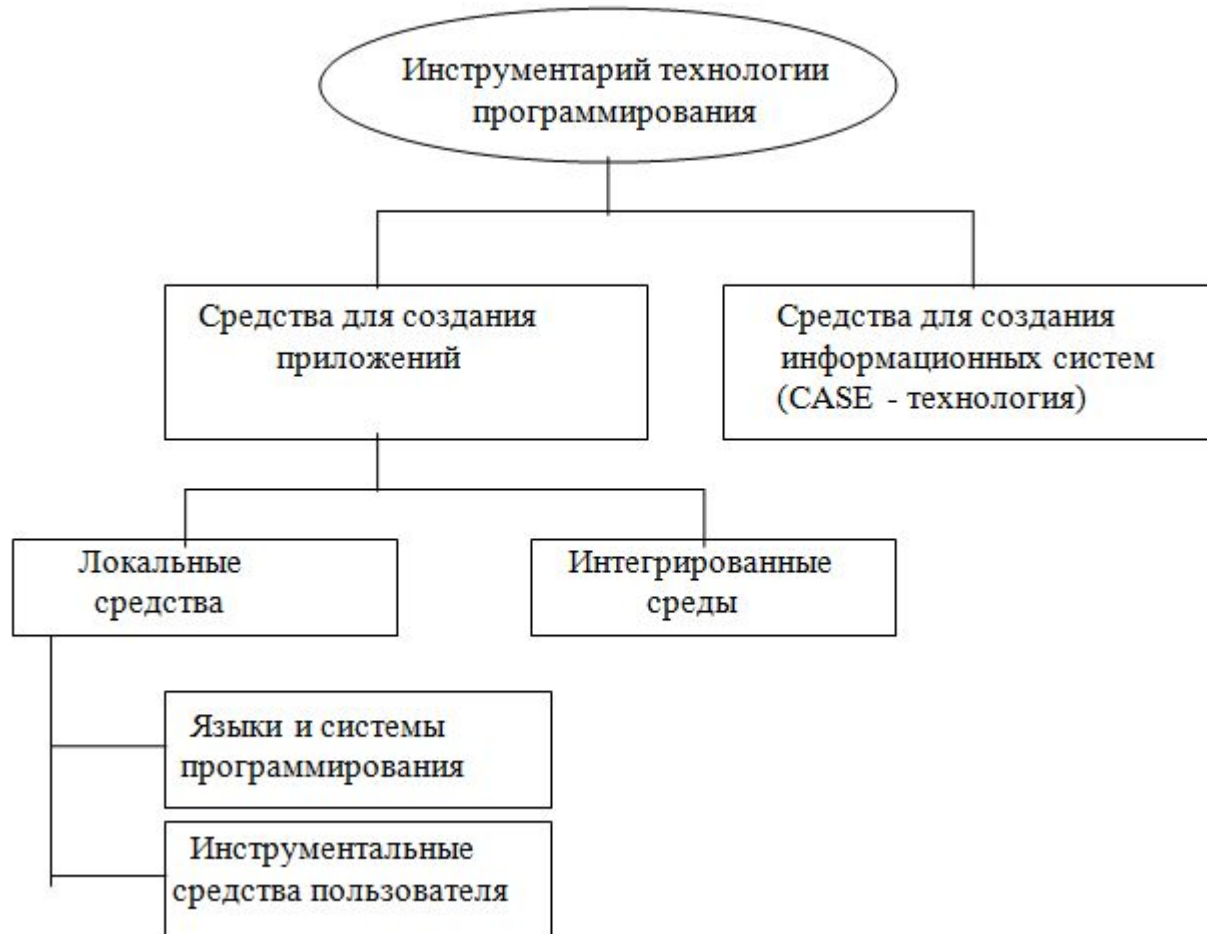 Инструментарий технологии
программирования
Средства для создания
приложений
Средства для создания
информационных систем
(CASE - технология)
Локальные
средства
Интегрированные
среды
Языки и системы
программирования
Инструментальные
средства пользователя